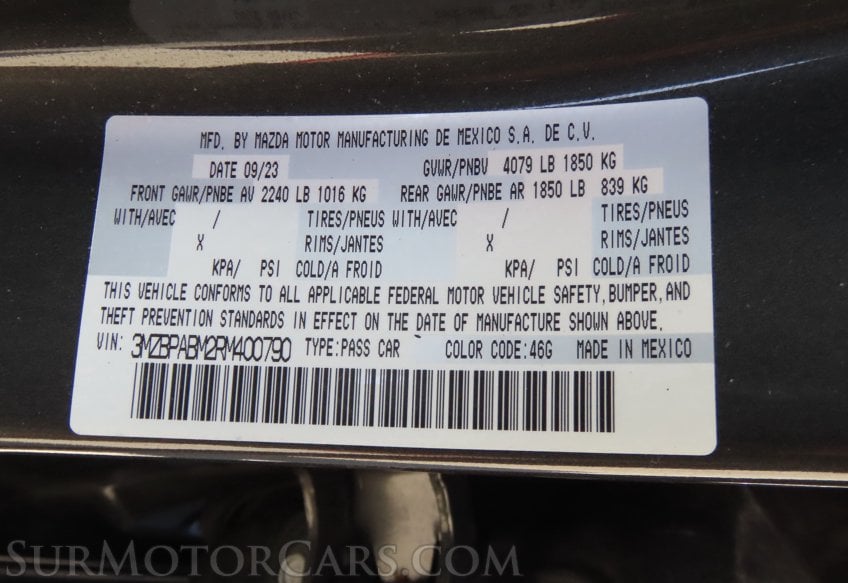 MFD. BY MAZDA MOTOR MANUFACTURING DE MEXICO S.A. DE C.V.
DATE 09/23 GVWR/PNBV 4079 LB 1850 KG
FRONT GAWR/PNBE AV 2240 LB 1016 KG REAR GAWR/PNBE AR 1850 LB 839 KG
WITH/AVEC / TIRES/PNEUS WITH/AVEC / TIRES/PNEUS
X RIMS/JANTES X RIMS/JANTES
KPA/ PSI COLD/A FROID KPA/ PSI COLD/A FROID
THIS VEHICLE CONFORMS TO ALL APPLICABLE FEDERAL MOTOR VEHICLE SAFETY, BUMPER, AND
THEFT PREVENTION STANDARDS IN EFFECT ON THE DATE OF MANUFACTURE SHOWN ABOVE.
VIN: 3MZBPABM2RM400790 TYPE:PASS CAR COLOR CODE:46G MADE IN MEXICO
SurMotorCars.com